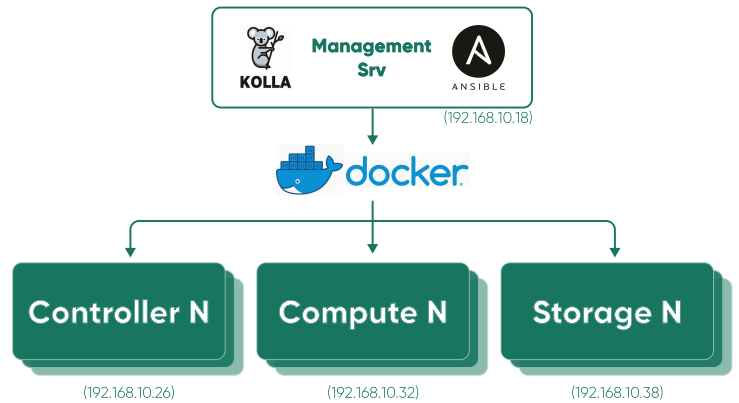 KOLLA
Management
Srv
ANSIBLE
(192.168.10.18)
docker
Controller N
Compute N
Storage N
(192.168.10.26)
(192.168.10.32)
(192.168.10.38)